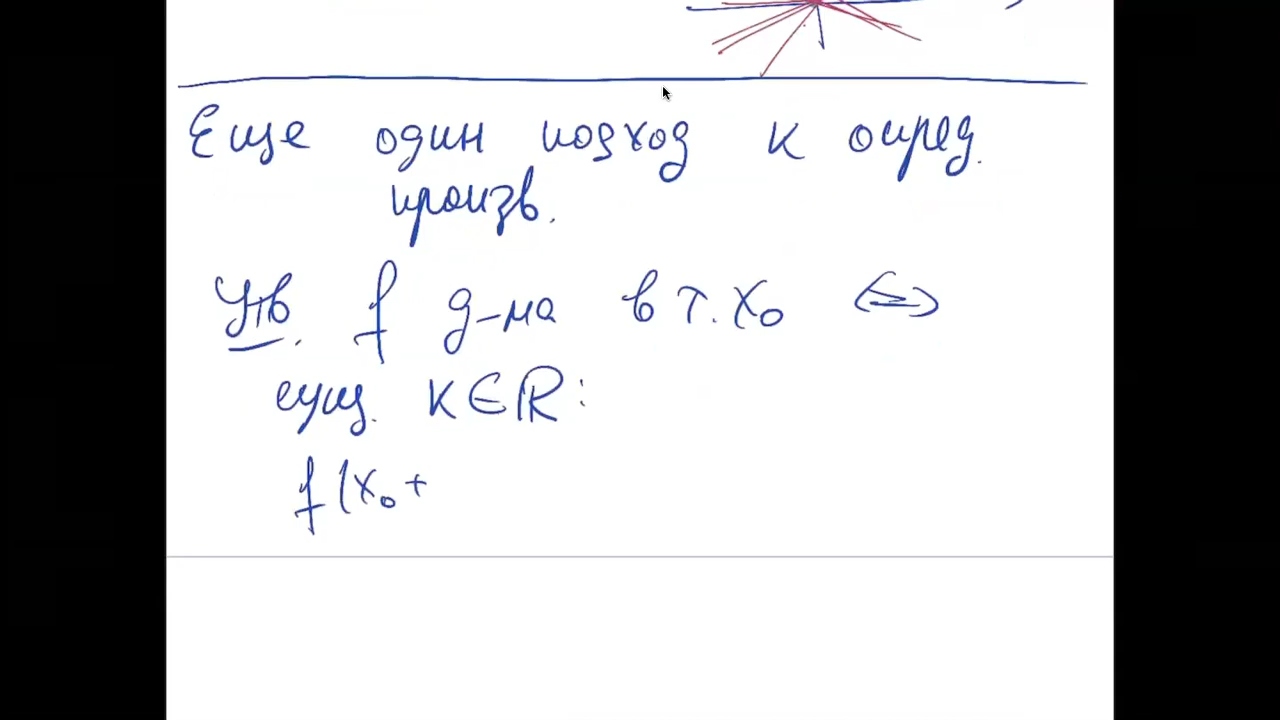 Еще один подход к опред.
произв.
Утв. f д-ма в т. x₀ ⇔
сущ. k∈ℝ:
f(x₀+